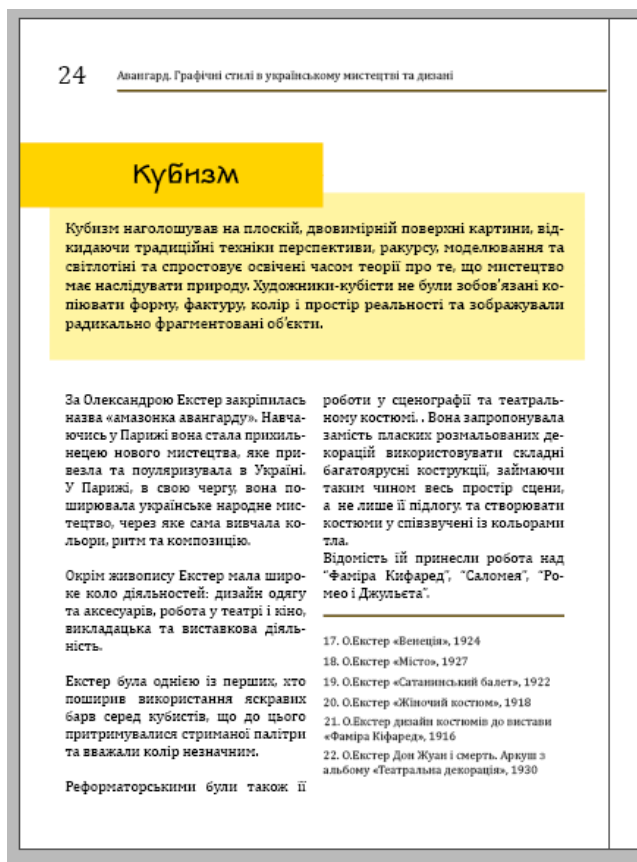 24
Авангард. Графічні стилі в українському мистецтві та дизані
Кубизм
Кубизм наголошував на плоскій, двовимірній поверхні картини, від-
кидаючи традиційні техніки перспективи, ракурсу, моделювання та
світлотіні та спростовує освічені часом теорії про те, що мистецтво
має наслідувати природу. Художники-кубісти не були зобов'язані ко-
піювати форму, фактуру, колір і простір реальності та зображували
радикально фрагментовані об'єкти.
За Олександрою Екстер закріпилась
назва «амазонка авангарду». Навча-
ючись у Парижі вона стала прихиль-
нецею нового мистецтва, яке при-
везла та поуляризувала в Україні.
У Парижі, в свою чергу, вона по-
ширювала українське народне мис-
тецтво, через яке сама вивчала ко-
льори, ритм та композицію.
Окрім живопису Екстер мала широ-
ке коло діяльностей: дизайн одягу
та аксесуарів, робота у театрі і кіно,
викладацька та виставкова діяль-
ність.
Екстер була однією із перших, хто
поширив використання яскравих
барв серед кубистів, що до цього
притримувалися стриманої палітри
та вважали колір незначним.
Реформаторськими були також її
роботи у сценографії та театраль-
ному костюмі. . Вона запропонувала
замість пласких розмальованих де-
корацій використовувати складні
багатоярусні кострукції, займаючи
таким чином весь простір сцени,
а не лише її підлогу. та створювати
костюми у співзвучені із кольорами
тла.
Відомість їй принесли робота над
"Фаміра Кифаред", "Саломея", "Ро-
мео і Джульєта".
17. О.Екстер «Венеція», 1924
18. О.Екстер «Місто», 1927
19. О.Екстер «Сатанинський балет», 1922
20. О.Екстер «Жіночий костюм», 1918
21. О.Екстер дизайн костюмів до вистави
«Фаміра Кіфаред», 1916
22. О.Екстер Дон Жуан і смерть. Аркуш з
альбому «Театральна декорація», 1930